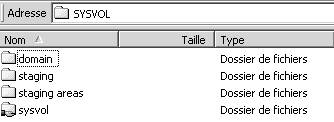 Adresse SYSVOL
Nom Taille Type
domain Dossier de fichiers
staging Dossier de fichiers
staging areas Dossier de fichiers
sysvol Dossier de fichiers